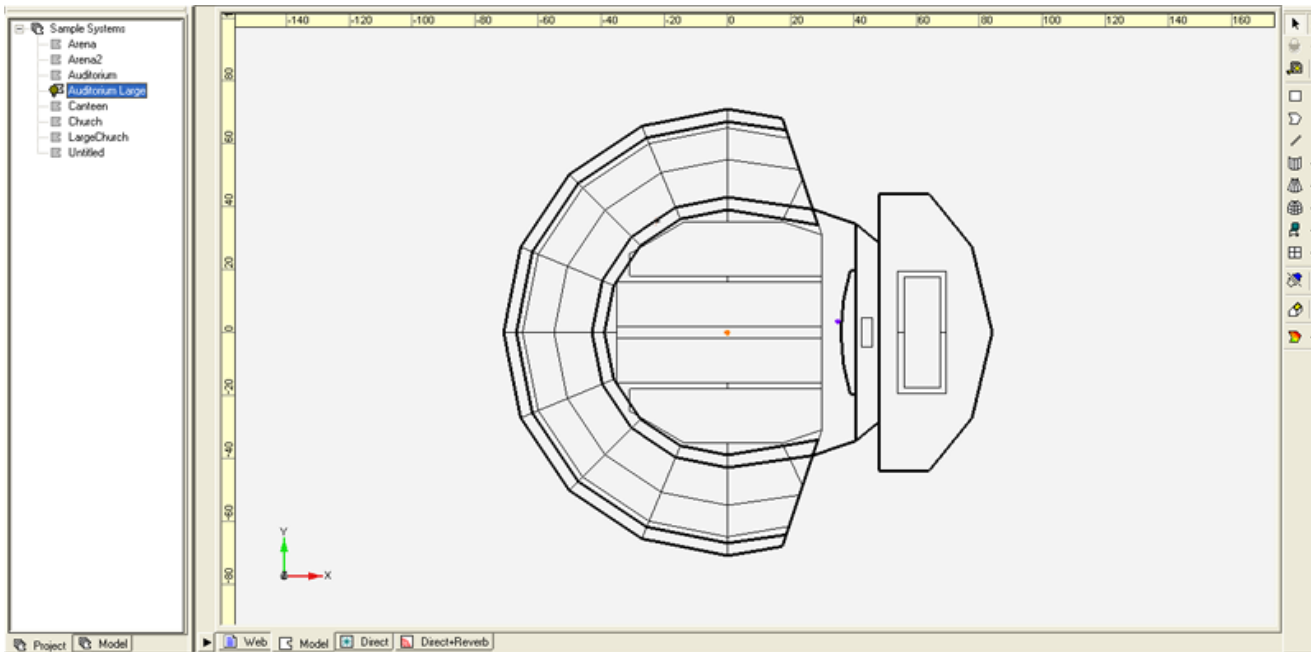 Sample Systems
Arena
Arena2
Auditorium
Auditorium Large
Canteen
Church
LargeChurch
Untitled
-140 -120 -100 -80 -60 -40 -20 0 20 40 60 80 100 120 140 160
80
60
40
20
0
-20
-40
-60
-80
Y
X
Project Model
Web Model Direct Direct+Reverb